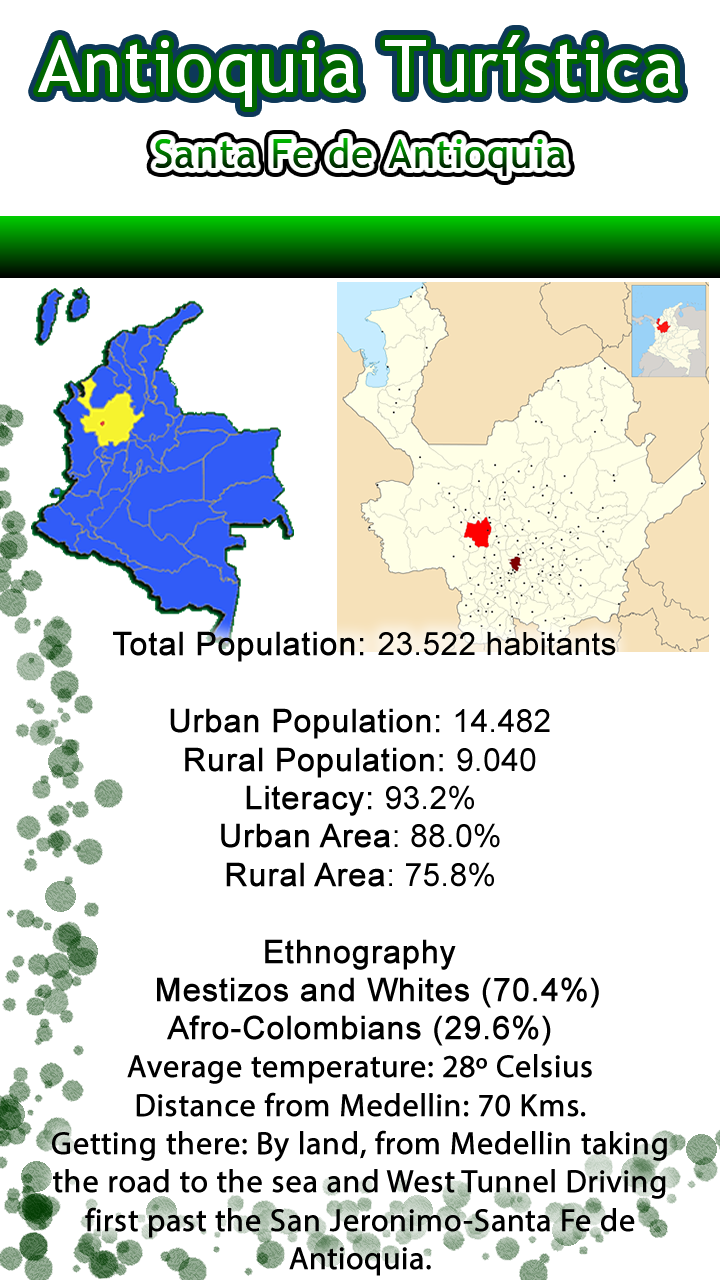 Antioquia Turística
Santa Fe de Antioquia
Total Population: 23.522 habitants
Urban Population: 14.482
Rural Population: 9.040
Literacy: 93.2%
Urban Area: 88.0%
Rural Area: 75.8%
Ethnography
Mestizos and Whites (70.4%)
Afro-Colombians (29.6%)
Average temperature: 28º Celsius
Distance from Medellin: 70 Kms.
Getting there: By land, from Medellin taking
the road to the sea and West Tunnel Driving
first past the San Jeronimo-Santa Fe de
Antioquia.